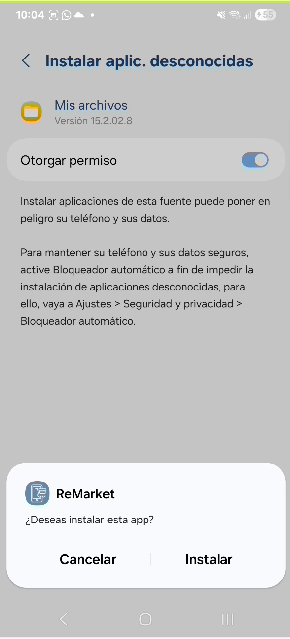 10:04
55
Instalar aplic. desconocidas
Mis archivos
Versión 15.2.02.8
Otorgar permiso
Instalar aplicaciones de esta fuente puede poner en
peligro su teléfono y sus datos.
Para mantener su teléfono y sus datos seguros,
active Bloqueador automático a fin de impedir la
instalación de aplicaciones desconocidas, para
ello, vaya a Ajustes > Seguridad y privacidad >
Bloqueador automático.
ReMarket
¿Deseas instalar esta app?
Cancelar
Instalar